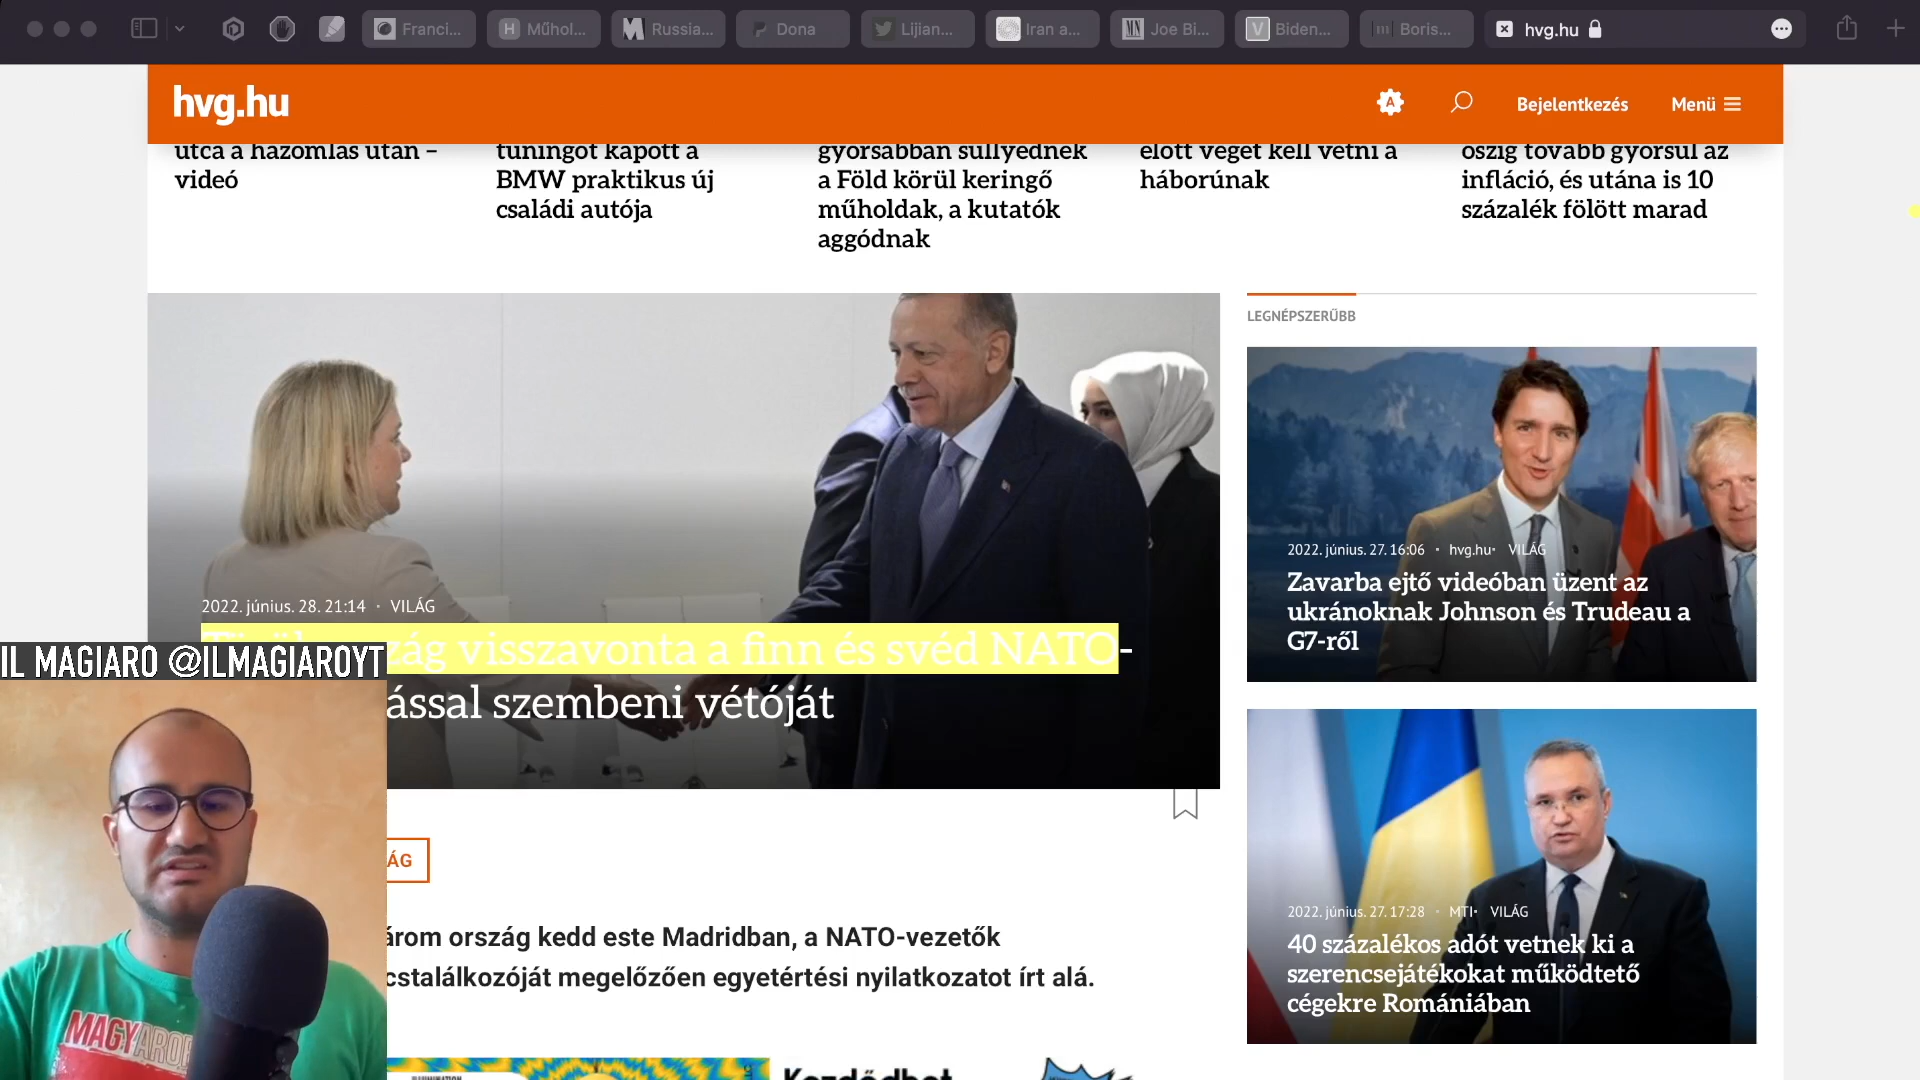 Franci...
Műhol...
Russia...
Dona
Lijian...
Iran a...
Joe Bi...
Biden...
Boris...
hvg.hu
hvg.hu
Bejelentkezés
Menü
utca a házomlás után –
videó
tuningot kapott a
BMW praktikus új
családi autója
gyorsabban süllyednek
a Föld körül keringő
műholdak, a kutatók
aggódnak
előtt véget kell vetni a
háborúnak
őszig tovább gyorsul az
infláció, és utána is 10
százalék fölött marad
2022. június. 28. 21:14 • VILÁG
zág visszavonta a finn és svéd NATO-
ással szembeni vétóját
ÁG
árom ország kedd este Madridban, a NATO-vezetők
cstalálkozóját megelőzően egyetértési nyilatkozatot írt alá.
LEGNÉPSZERŰBB
2022. június. 27. 16:06 • hvg.hu • VILÁG
Zavarba ejtő videóban üzent az
ukránoknak Johnson és Trudeau a
G7-ről
2022. június. 27. 17:28 • MTI • VILÁG
40 százalékos adót vetnek ki a
szerencsejátékokat működtető
cégekre Romániában
IL MAGIARO @ILMAGIAROYT
MAGYAROR